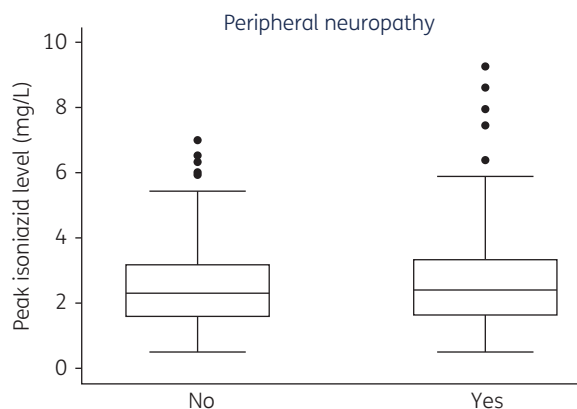 Peripheral neuropathy
Peak isoniazid level (mg/L)
10
8
6
4
2
0
No Yes